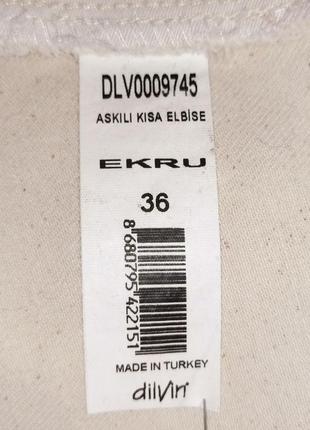 DLV0009745
ASKILI KISA ELBİSE
EKRU
36
8 680795 422151
MADE IN TURKEY
dilvin